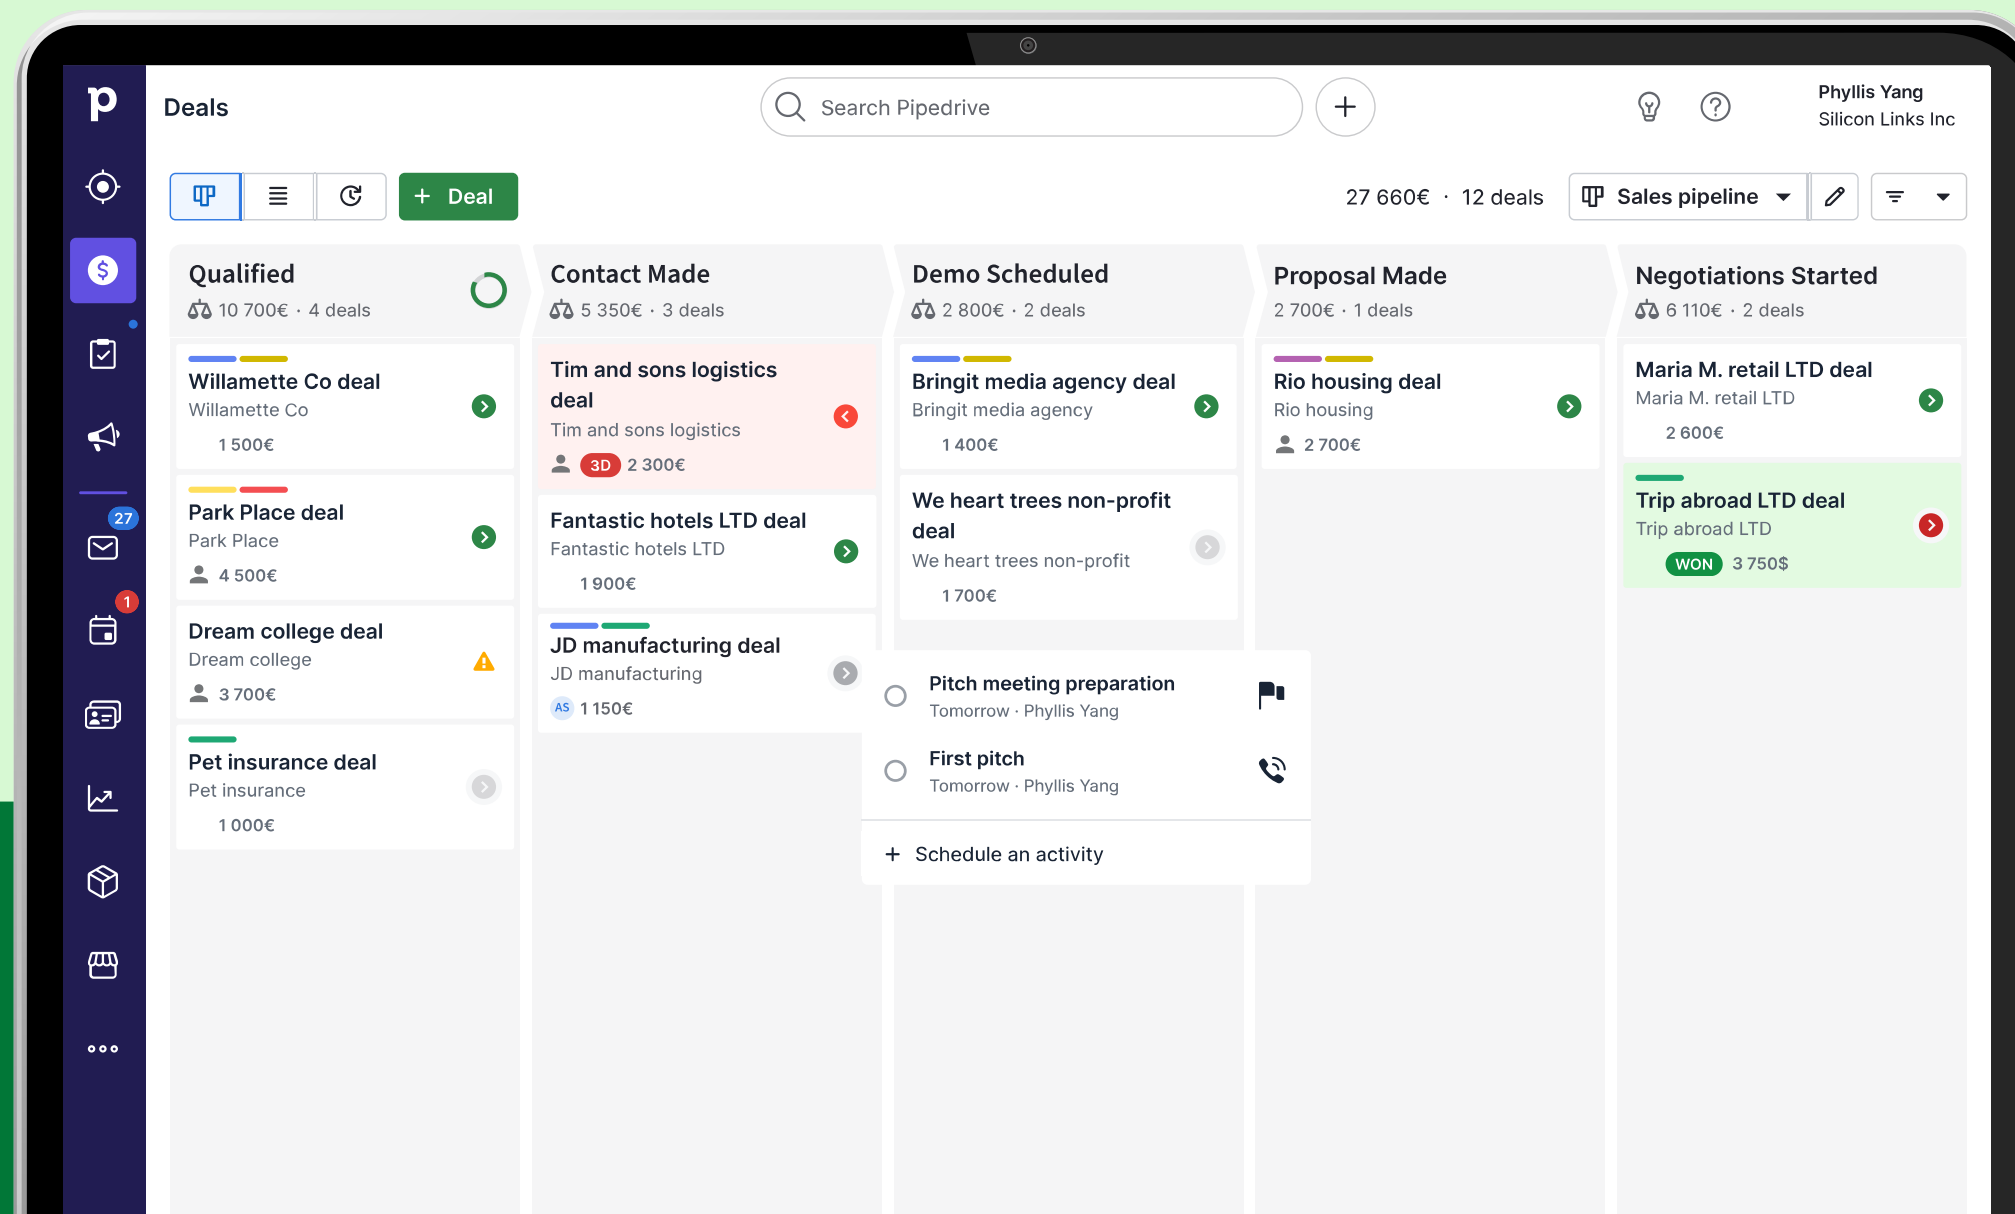 p
Deals
Search Pipedrive
Phyllis Yang
Silicon Links Inc
+ Deal
27 660€ · 12 deals
Sales pipeline
Qualified
10 700€ · 4 deals
Contact Made
5 350€ · 3 deals
Demo Scheduled
2 800€ · 2 deals
Proposal Made
2 700€ · 1 deals
Negotiations Started
6 110€ · 2 deals
Willamette Co deal
Willamette Co
1 500€
Park Place deal
Park Place
4 500€
Dream college deal
Dream college
3 700€
Pet insurance deal
Pet insurance
1 000€
Tim and sons logistics
deal
Tim and sons logistics
3D 2 300€
Fantastic hotels LTD deal
Fantastic hotels LTD
1 900€
JD manufacturing deal
JD manufacturing
AS 1 150€
Bringit media agency deal
Bringit media agency
1 400€
We heart trees non-profit
deal
We heart trees non-profit
1 700€
Pitch meeting preparation
Tomorrow · Phyllis Yang
First pitch
Tomorrow · Phyllis Yang
+ Schedule an activity
Rio housing deal
Rio housing
2 700€
Maria M. retail LTD deal
Maria M. retail LTD
2 600€
Trip abroad LTD deal
Trip abroad LTD
WON 3 750$
27
1